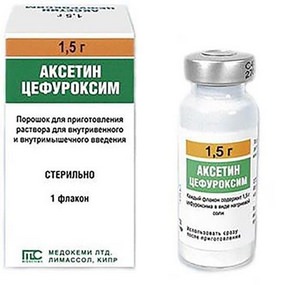 1,5 г
АКСЕТИН
ЦЕФУРОКСИМ
Порошок для приготовления
раствора для внутривенного и
внутримышечного введения
СТЕРИЛЬНО
1 флакон
МЕДОКЕМИ ЛТД.
ЛИМАССОЛ, КИПР
1,5 г
АКСЕТИН
ЦЕФУРОКСИМ
Каждый флакон содержит 1,5г
цефуроксима в виде натриевой
соли
Использовать сразу
после приготовления